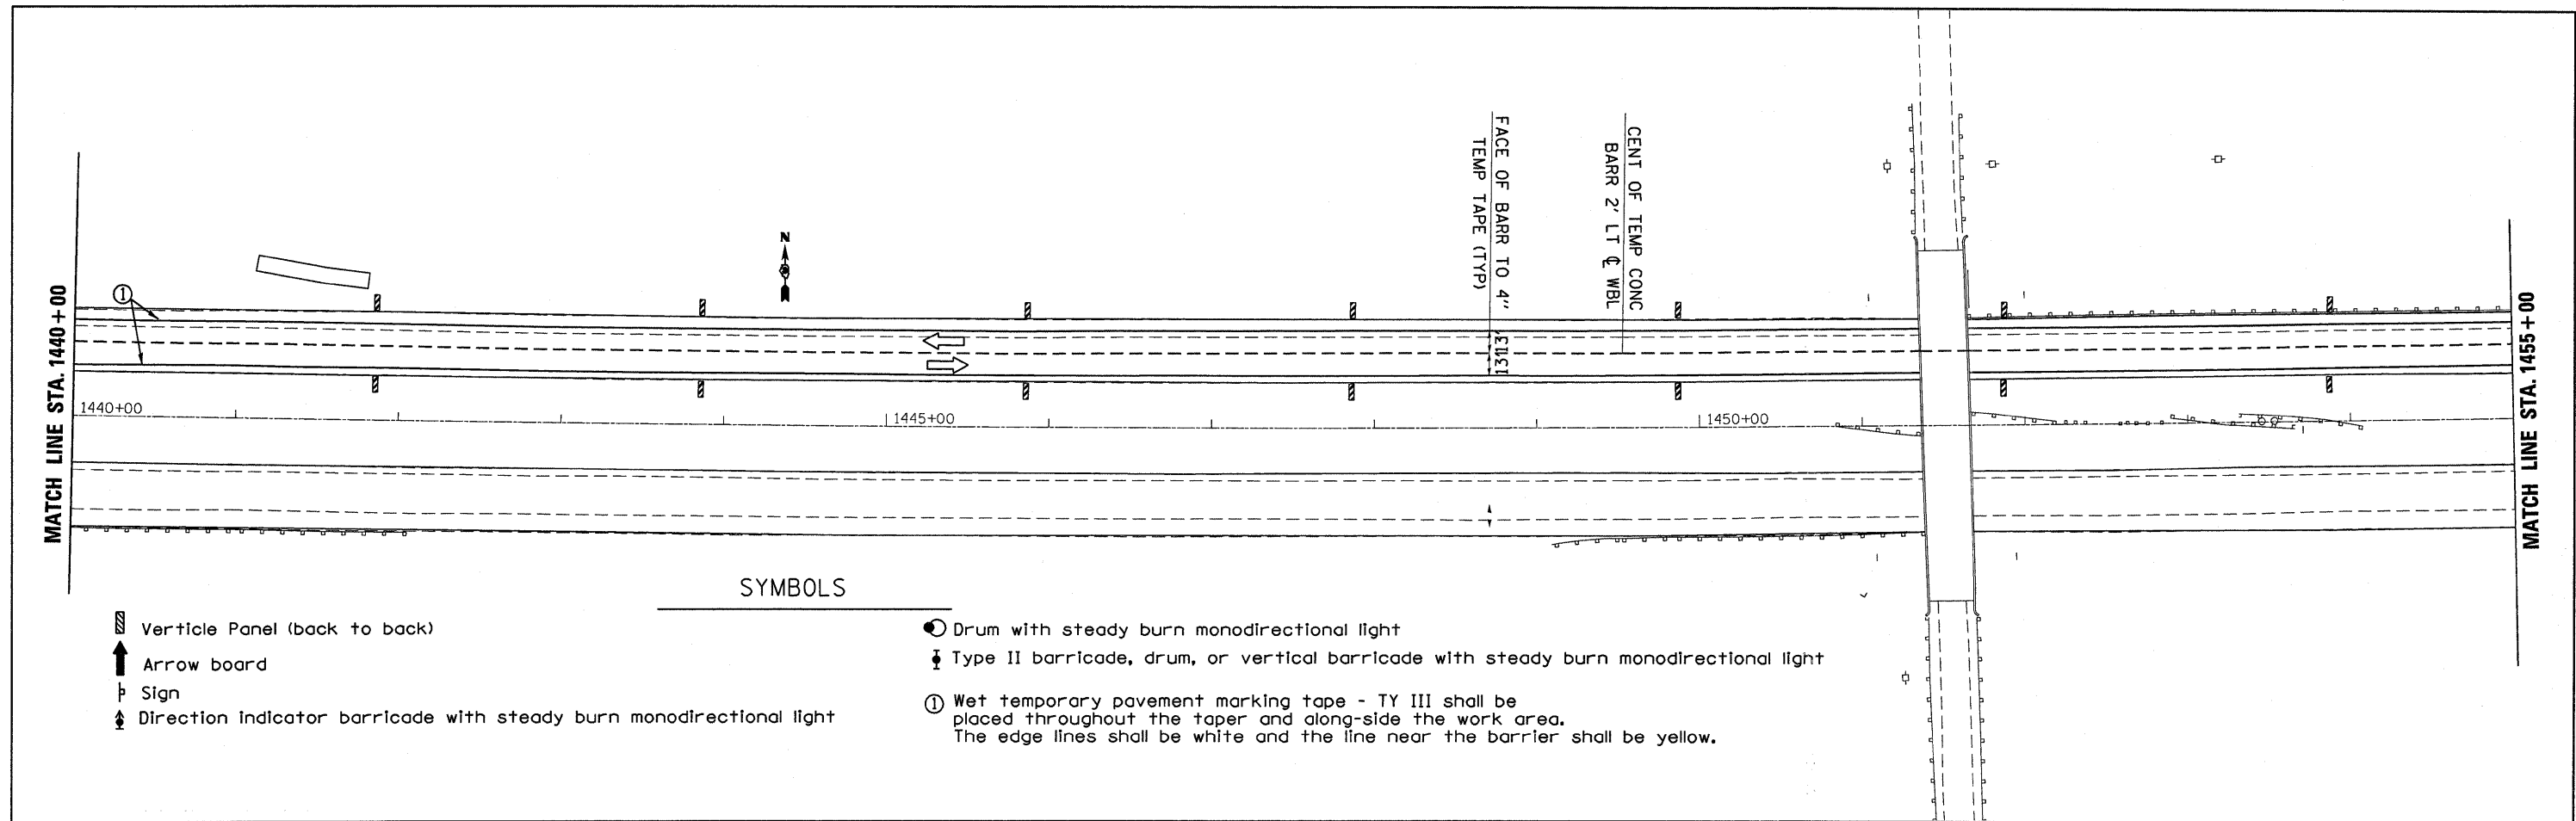 N
FACE OF BARR TO 4''
TEMP TAPE (TYP)
CENT OF TEMP CONC
BARR 2' LT ℄ WBL
13'
13'
①
MATCH LINE STA. 1440+00
MATCH LINE STA. 1455+00
1440+00
1445+00
1450+00
SYMBOLS
Verticle Panel (back to back)
Arrow board
Sign
Direction indicator barricade with steady burn monodirectional light
Drum with steady burn monodirectional light
Type II barricade, drum, or vertical barricade with steady burn monodirectional light
① Wet temporary pavement marking tape - TY III shall be
placed throughout the taper and along-side the work area.
The edge lines shall be white and the line near the barrier shall be yellow.